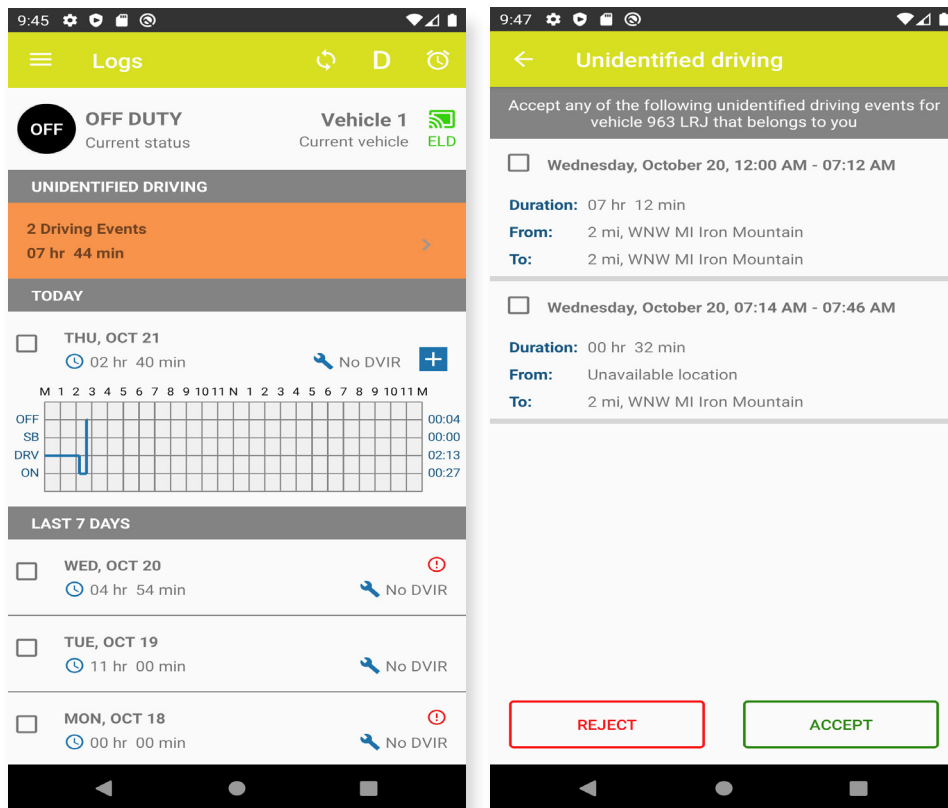 9:45
Logs
D
OFF
OFF DUTY
Current status
Vehicle 1
Current vehicle
ELD
UNIDENTIFIED DRIVING
2 Driving Events
07 hr 44 min
TODAY
THU, OCT 21
02 hr 40 min
No DVIR
M 1 2 3 4 5 6 7 8 9 10 11 N 1 2 3 4 5 6 7 8 9 10 11 M
OFF 00:04
SB 00:00
DRV 02:13
ON 00:27
LAST 7 DAYS
WED, OCT 20
04 hr 54 min
No DVIR
TUE, OCT 19
11 hr 00 min
No DVIR
MON, OCT 18
00 hr 00 min
No DVIR
9:47
Unidentified driving
Accept any of the following unidentified driving events for
vehicle 963 LRJ that belongs to you
Wednesday, October 20, 12:00 AM - 07:12 AM
Duration: 07 hr 12 min
From: 2 mi, WNW MI Iron Mountain
To: 2 mi, WNW MI Iron Mountain
Wednesday, October 20, 07:14 AM - 07:46 AM
Duration: 00 hr 32 min
From: Unavailable location
To: 2 mi, WNW MI Iron Mountain
REJECT
ACCEPT